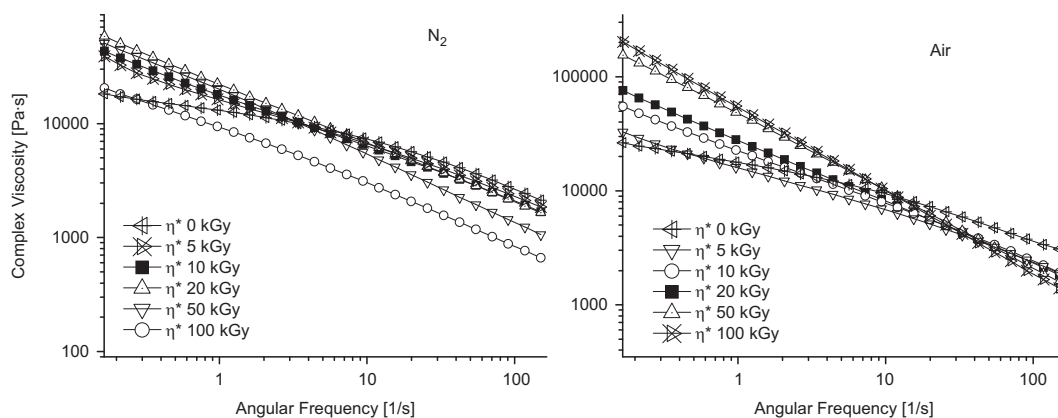 N2
Complex Viscosity [Pa·s]
10000
1000
100
η* 0 kGy
η* 5 kGy
η* 10 kGy
η* 20 kGy
η* 50 kGy
η* 100 kGy
1
10
100
Angular Frequency [1/s]
Air
100000
10000
1000
η* 0 kGy
η* 5 kGy
η* 10 kGy
η* 20 kGy
η* 50 kGy
η* 100 kGy
1
10
100
Angular Frequency [1/s]